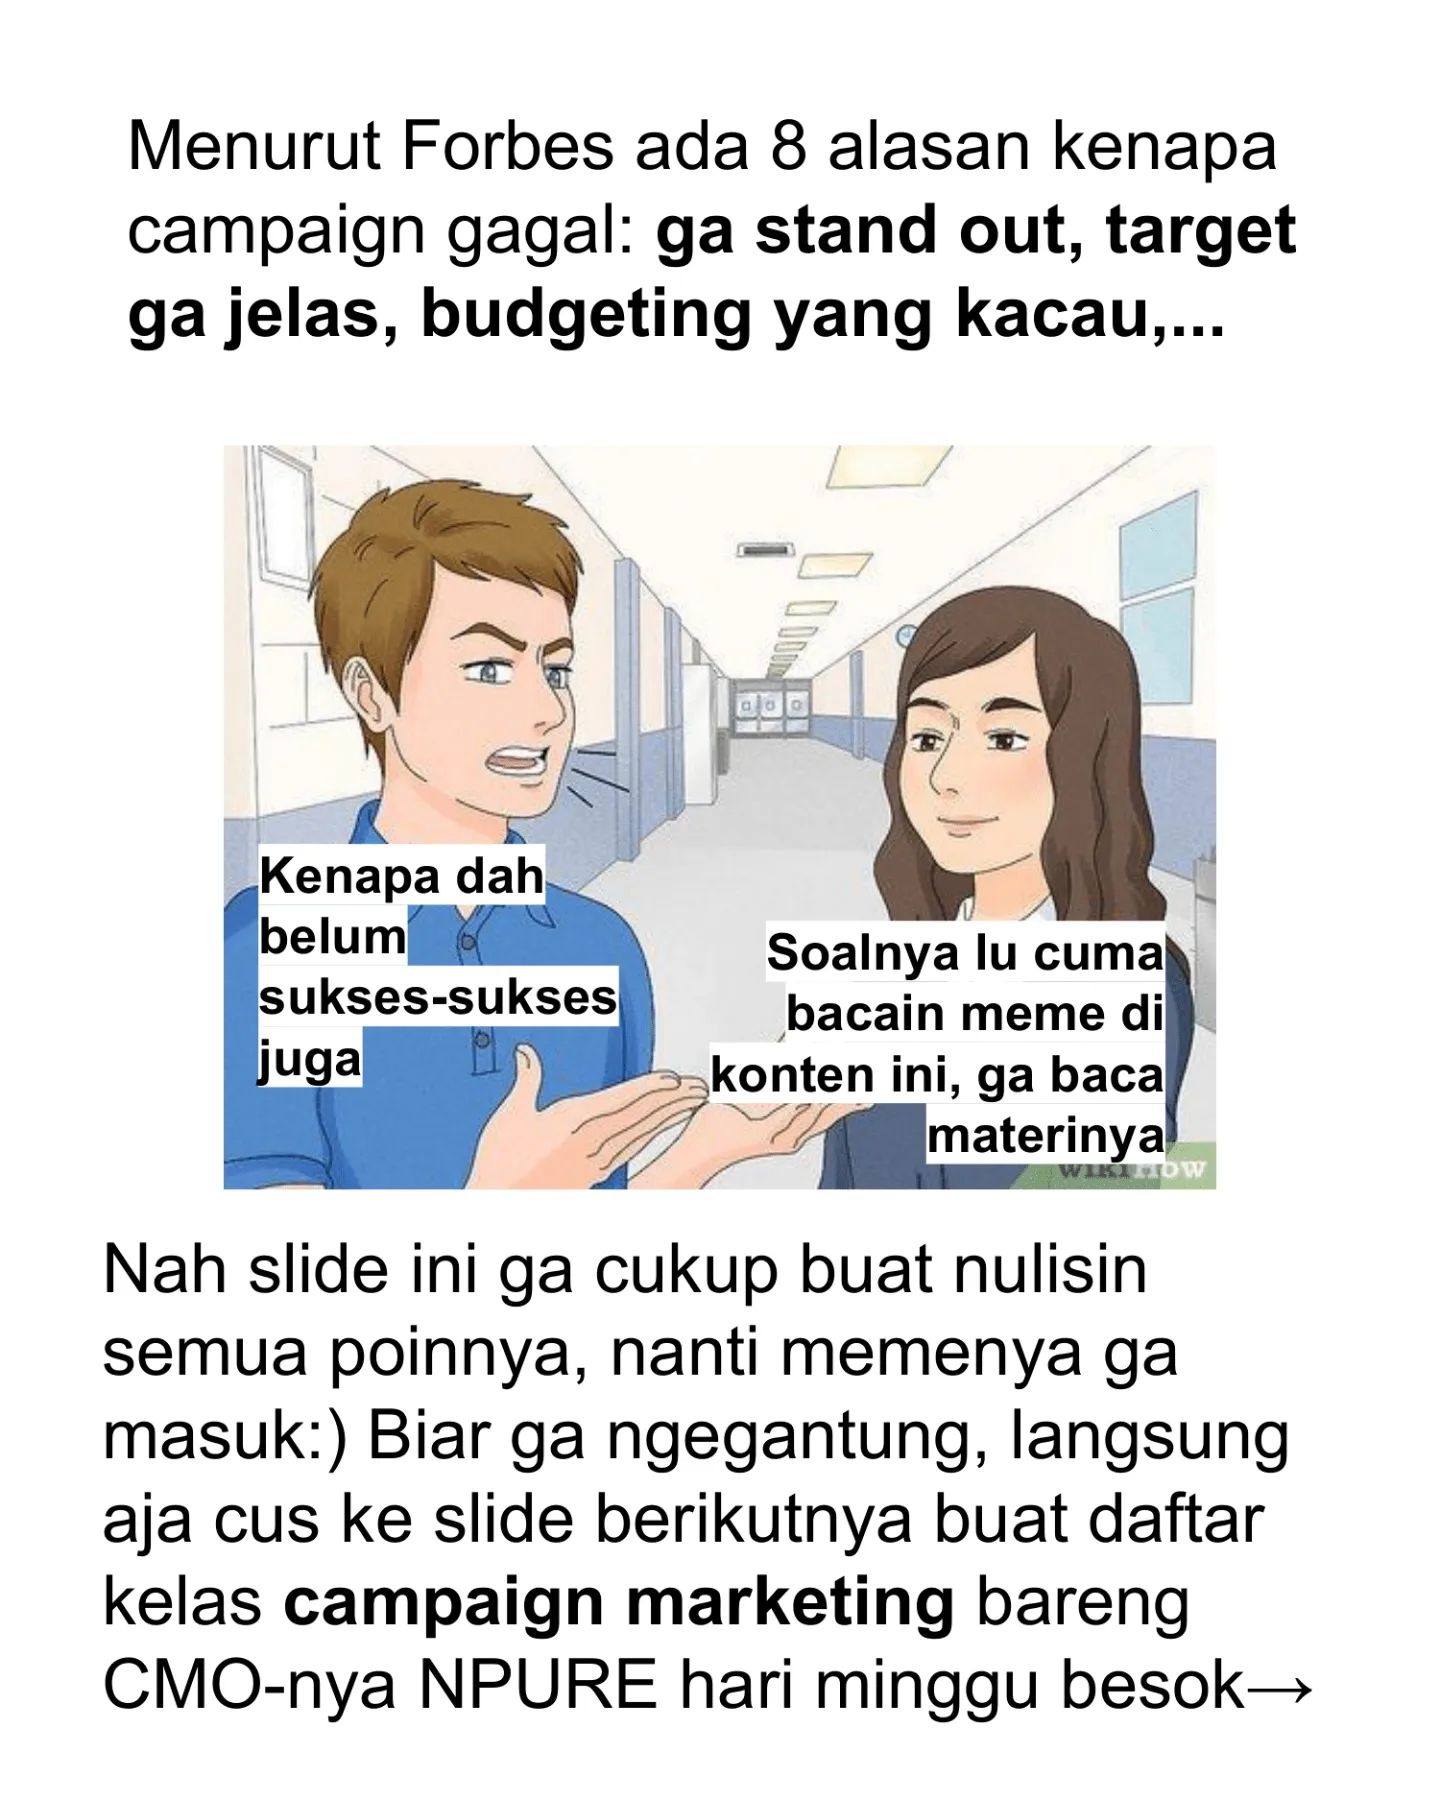 Menurut Forbes ada 8 alasan kenapa
campaign gagal: ga stand out, target
ga jelas, budgeting yang kacau,...
Kenapa dah
belum
sukses-sukses
juga
Soalnya lu cuma
bacain meme di
konten ini, ga baca
materinya
wikiHow
Nah slide ini ga cukup buat nulisin
semua poinnya, nanti memenya ga
masuk:) Biar ga ngegantung, langsung
aja cus ke slide berikutnya buat daftar
kelas campaign marketing bareng
CMO-nya NPURE hari minggu besok→